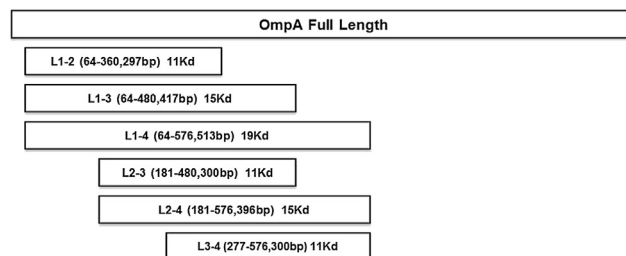 OmpA Full Length
L1-2 (64-360,297bp) 11Kd
L1-3 (64-480,417bp) 15Kd
L1-4 (64-576,513bp) 19Kd
L2-3 (181-480,300bp) 11Kd
L2-4 (181-576,396bp) 15Kd
L3-4 (277-576,300bp) 11Kd